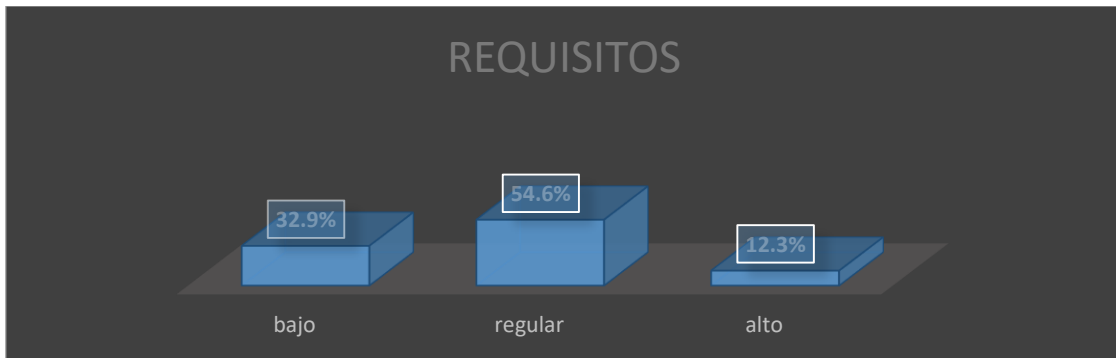 REQUISITOS
32.9%
54.6%
12.3%
bajo
regular
alto